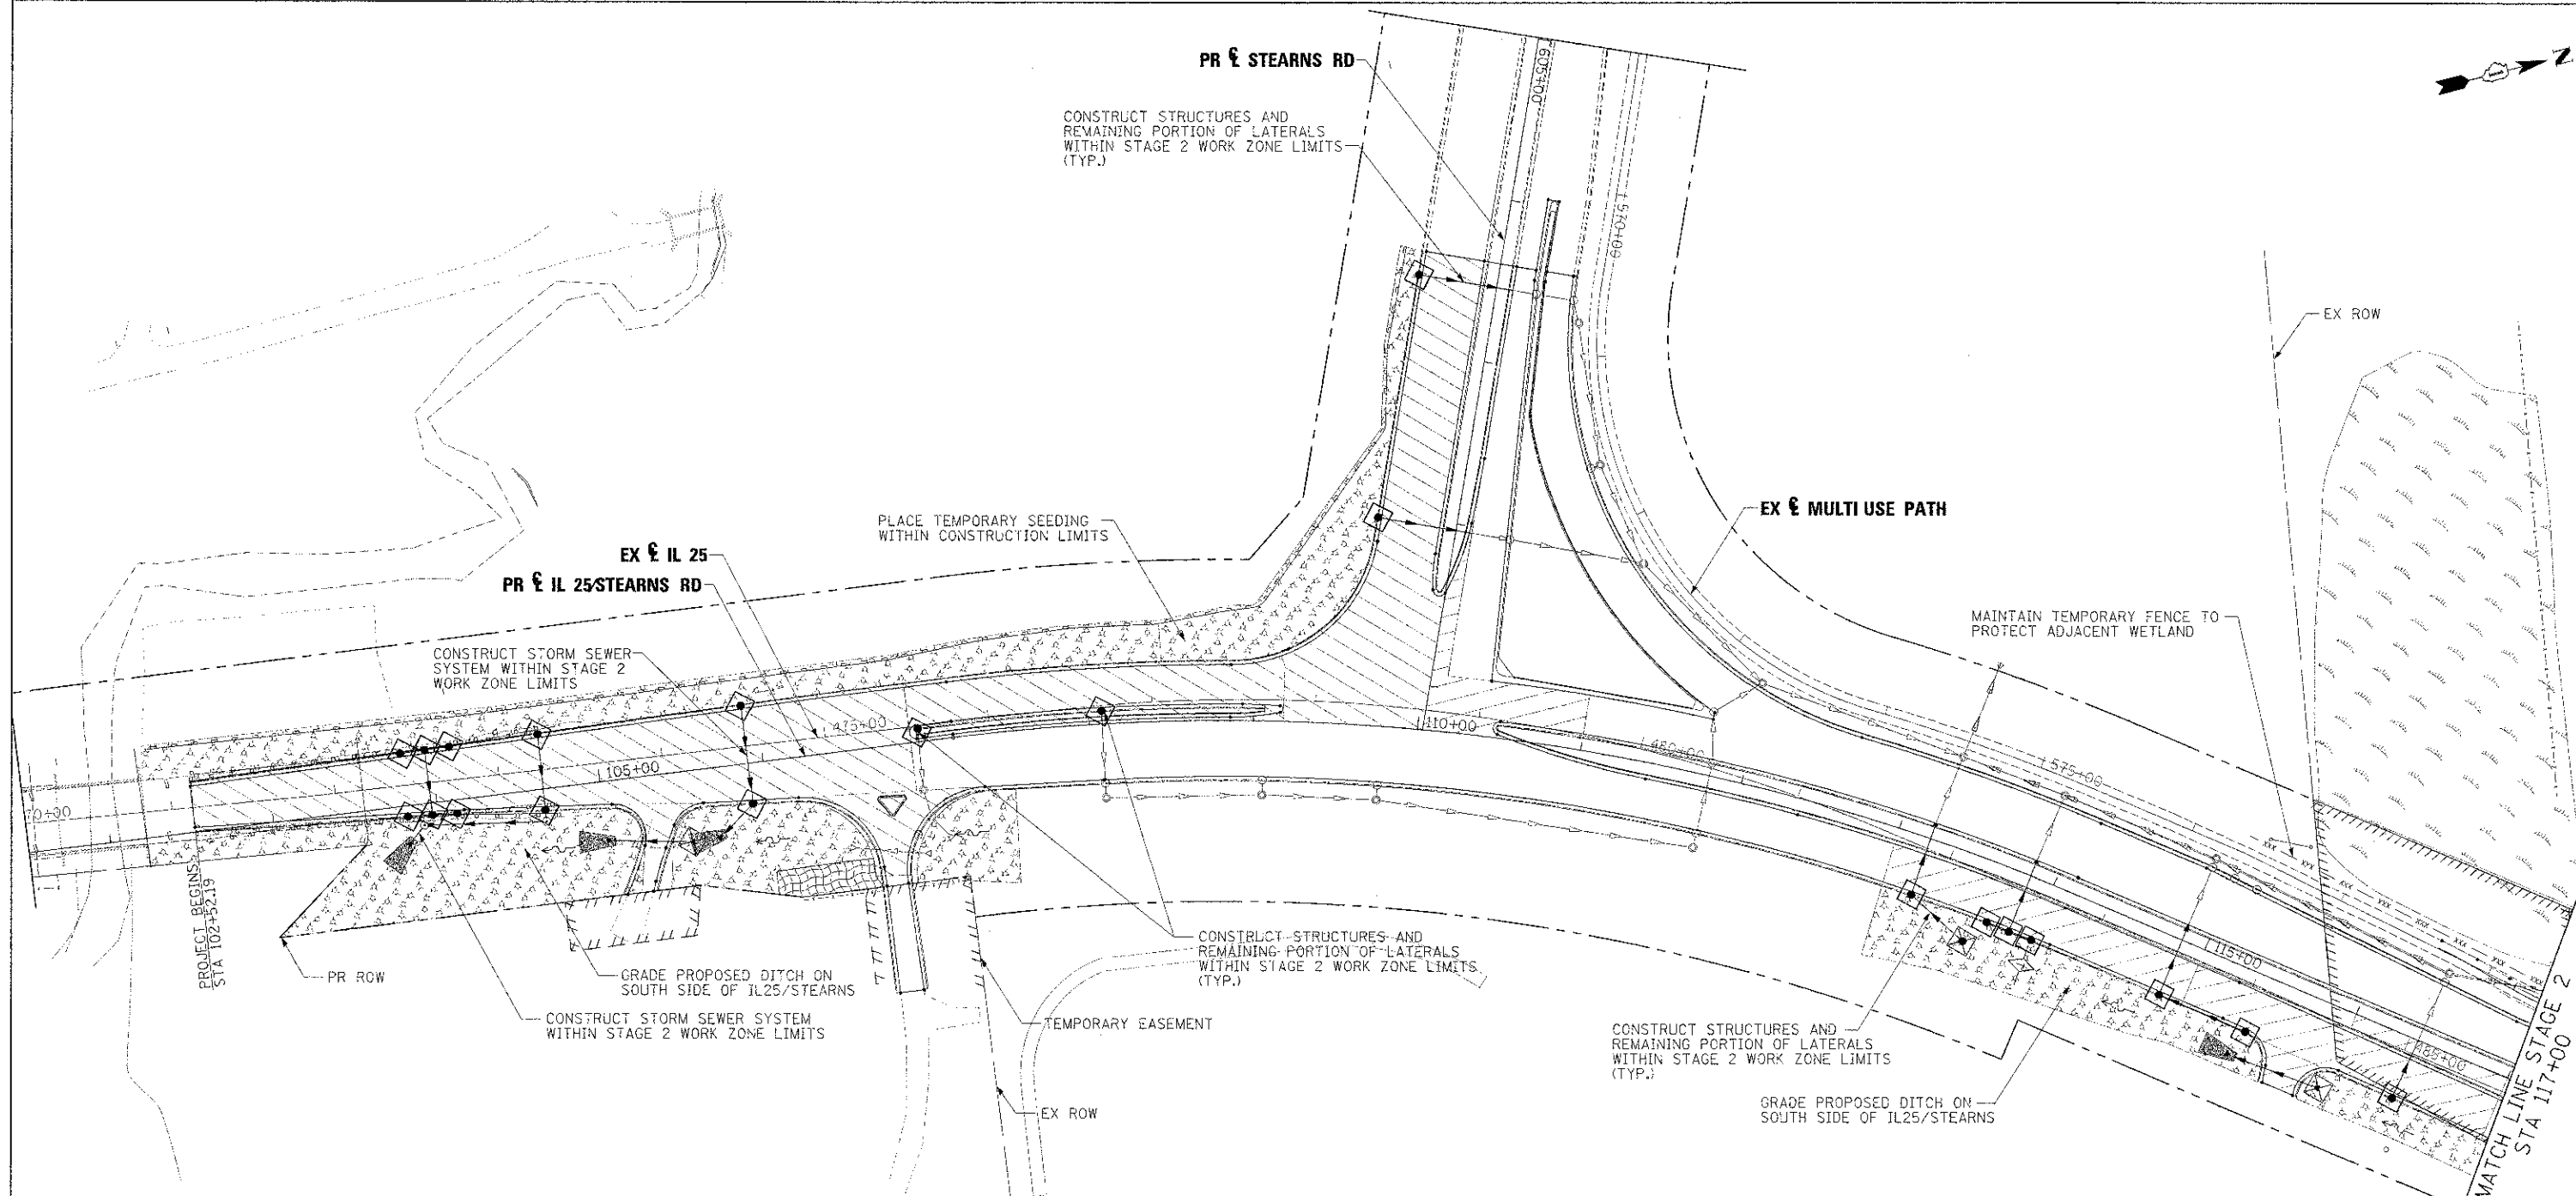 PR ℄ STEARNS RD
CONSTRUCT STRUCTURES AND
REMAINING PORTION OF LATERALS
WITHIN STAGE 2 WORK ZONE LIMITS
(TYP.)
605+00
570+00
N
EX ROW
EX ℄ MULTI USE PATH
PLACE TEMPORARY SEEDING
WITHIN CONSTRUCTION LIMITS
EX ℄ IL 25
PR ℄ IL 25/STEARNS RD
MAINTAIN TEMPORARY FENCE TO
PROTECT ADJACENT WETLAND
CONSTRUCT STORM SEWER
SYSTEM WITHIN STAGE 2
WORK ZONE LIMITS
475+00
110+00
480+00
575+00
105+00
70+00
PROJECT BEGINS
STA 102+52.19
PR ROW
GRADE PROPOSED DITCH ON
SOUTH SIDE OF IL25/STEARNS
CONSTRUCT STORM SEWER SYSTEM
WITHIN STAGE 2 WORK ZONE LIMITS
CONSTRUCT STRUCTURES AND
REMAINING PORTION OF LATERALS
WITHIN STAGE 2 WORK ZONE LIMITS
(TYP.)
TEMPORARY EASEMENT
EX ROW
115+00
485+00
CONSTRUCT STRUCTURES AND
REMAINING PORTION OF LATERALS
WITHIN STAGE 2 WORK ZONE LIMITS
(TYP.)
GRADE PROPOSED DITCH ON
SOUTH SIDE OF IL25/STEARNS
MATCH LINE STAGE 2
STA 117+00